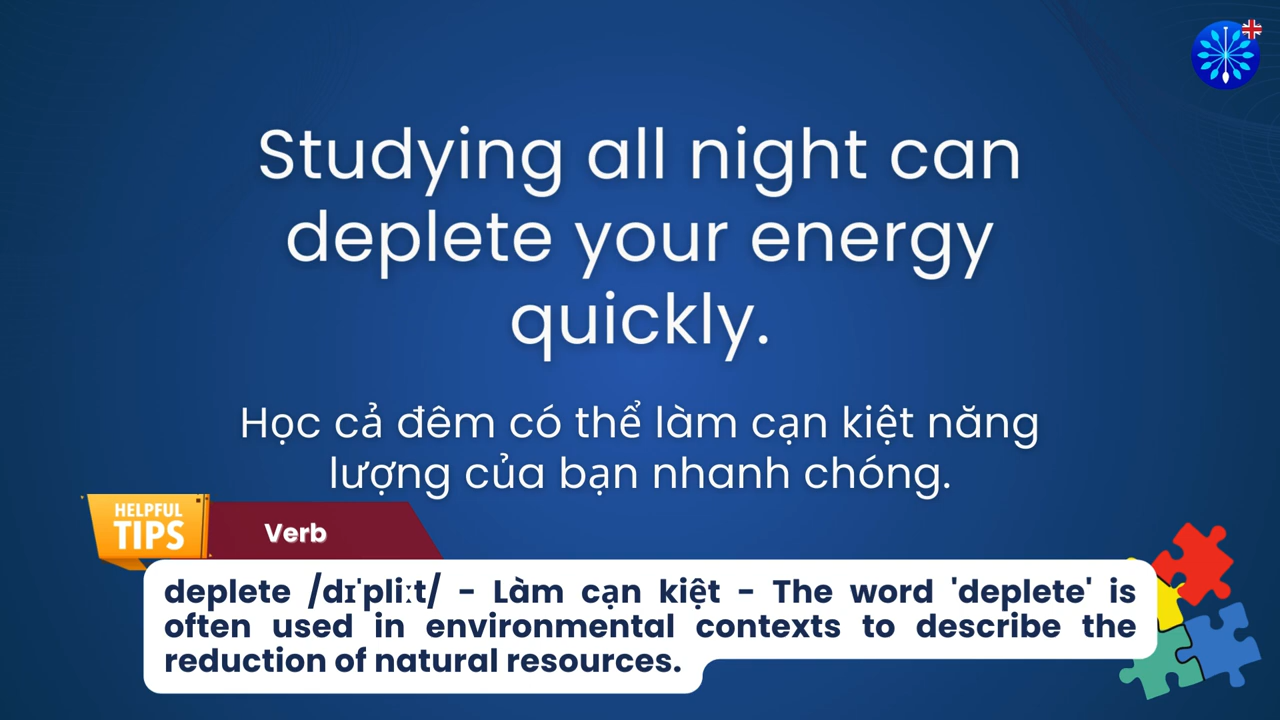 Studying all night can
deplete your energy
quickly.
Học cả đêm có thể làm cạn kiệt năng
lượng của bạn nhanh chóng.
HELPFUL
TIPS
Verb
deplete /dɪˈpliːt/ - Làm cạn kiệt - The word 'deplete' is
often used in environmental contexts to describe the
reduction of natural resources.